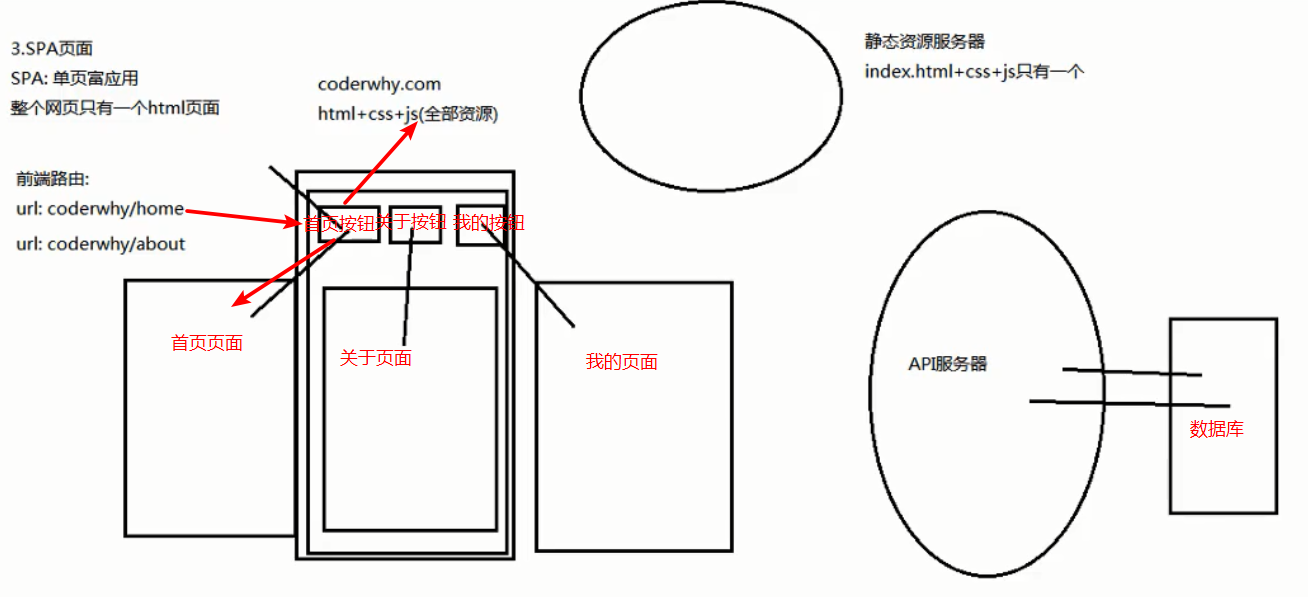 3.SPA页面
SPA: 单页富应用
整个网页只有一个html页面
coderwhy.com
html+css+js(全部资源)
静态资源服务器
index.html+css+js只有一个
前端路由:
url: coderwhy/home
url: coderwhy/about
首页按钮
关于按钮
我的按钮
首页页面
关于页面
我的页面
API服务器
数据库